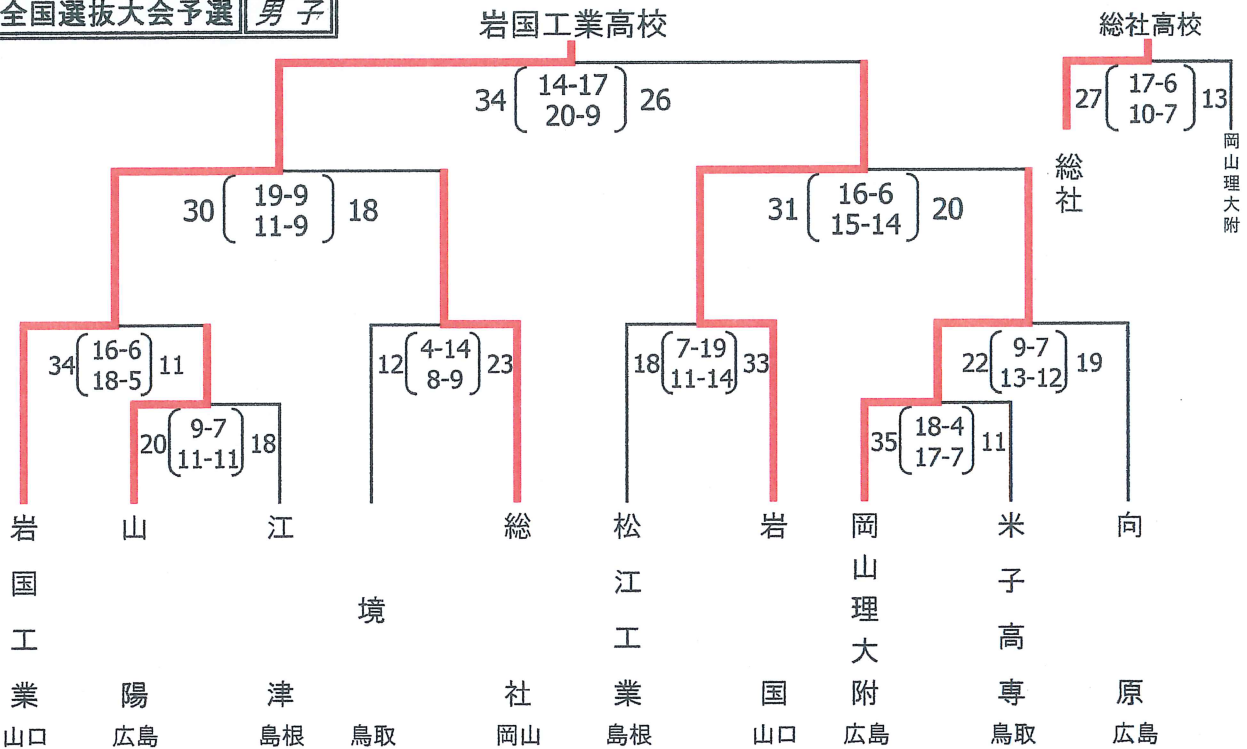 全国選抜大会予選 男子
岩国工業高校
総社高校
34 14-17 26
20-9
27 17-6 13
10-7
総社
岡山理大附
30 19-9 18
11-9
31 16-6 20
15-14
34 16-6 11
18-5
12 4-14 23
8-9
18 7-19 33
11-14
22 9-7 19
13-12
20 9-7 18
11-11
35 18-4 11
17-7
岩国工業
山陽
江津
境
総社
松江工業
岩国
岡山理大附
米子高専
向原
山口 広島 島根 鳥取 岡山 島根 山口 広島 鳥取 広島